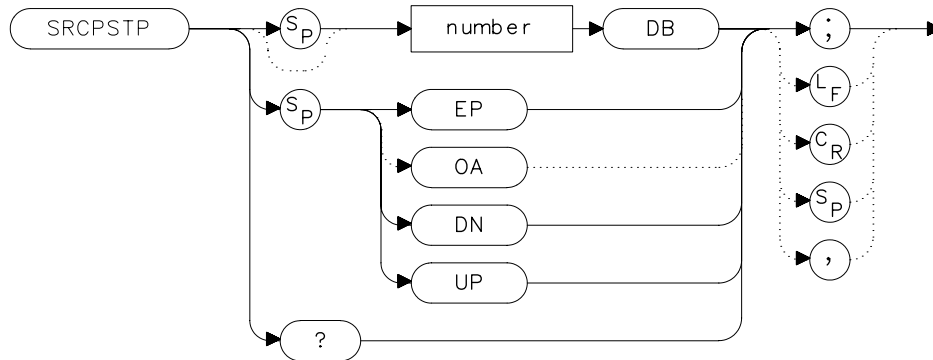 SRCPSTP SP number DB ;
LF
SP EP
CR
OA
SP
DN
,
UP
?